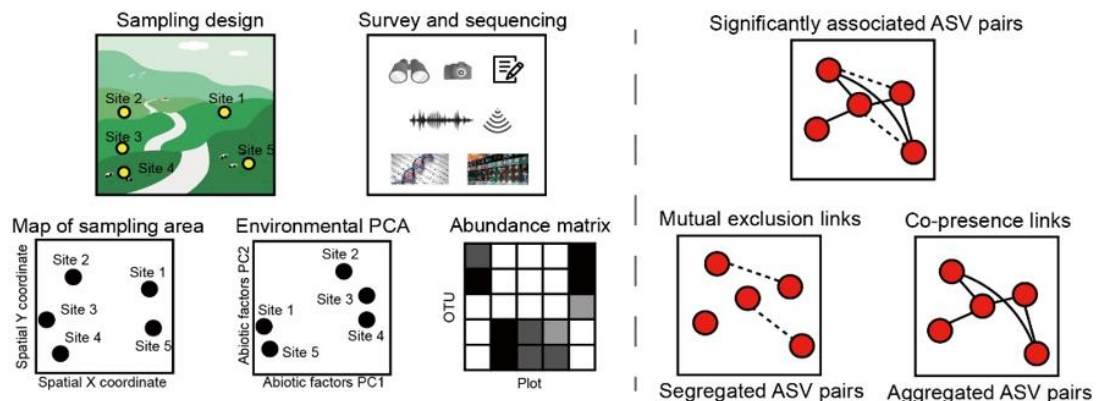 Sampling design
Site 2
Site 1
Site 3
Site 4
Site 5
Survey and sequencing
Map of sampling area
Spatial Y coordinate
Site 2
Site 1
Site 3
Site 4
Site 5
Spatial X coordinate
Environmental PCA
Abiotic factors PC2
Site 2
Site 3
Site 1
Site 4
Site 5
Abiotic factors PC1
Abundance matrix
OTU
Plot
Significantly associated ASV pairs
Mutual exclusion links
Segregated ASV pairs
Co-presence links
Aggregated ASV pairs